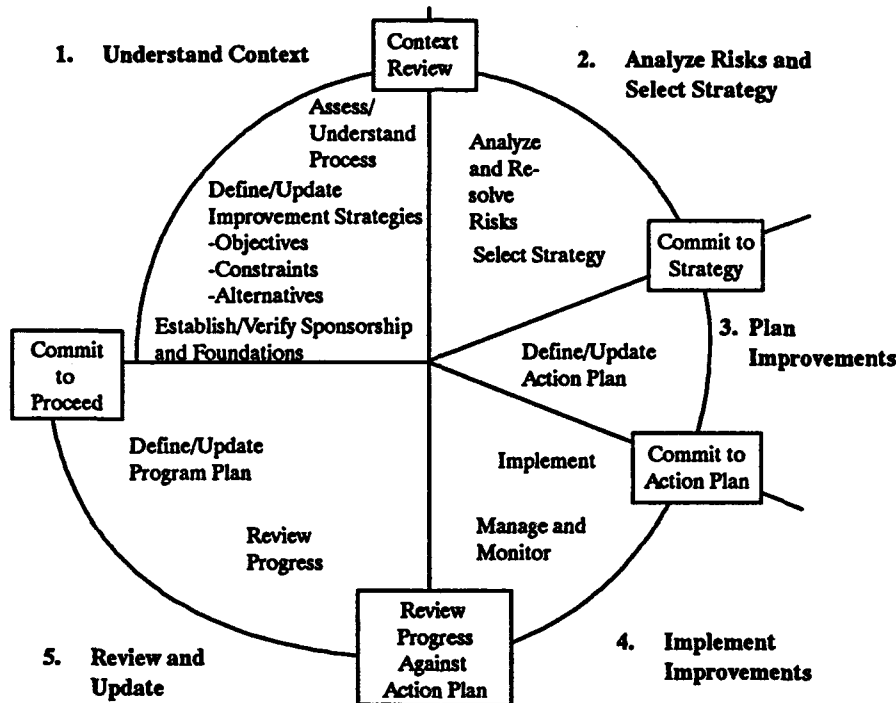 1. Understand Context
Context
Review
2. Analyze Risks and
Select Strategy
Assess/
Understand
Process
Define/Update
Improvement Strategies
-Objectives
-Constraints
-Alternatives
Establish/Verify Sponsorship
and Foundations
Analyze
and Re-
solve
Risks
Select Strategy
Commit to
Strategy
3. Plan
Improvements
Define/Update
Action Plan
Commit to
Action Plan
Implement
Manage and
Monitor
4. Implement
Improvements
Review
Progress
Against
Action Plan
5. Review and
Update
Review
Progress
Define/Update
Program Plan
Commit
to
Proceed